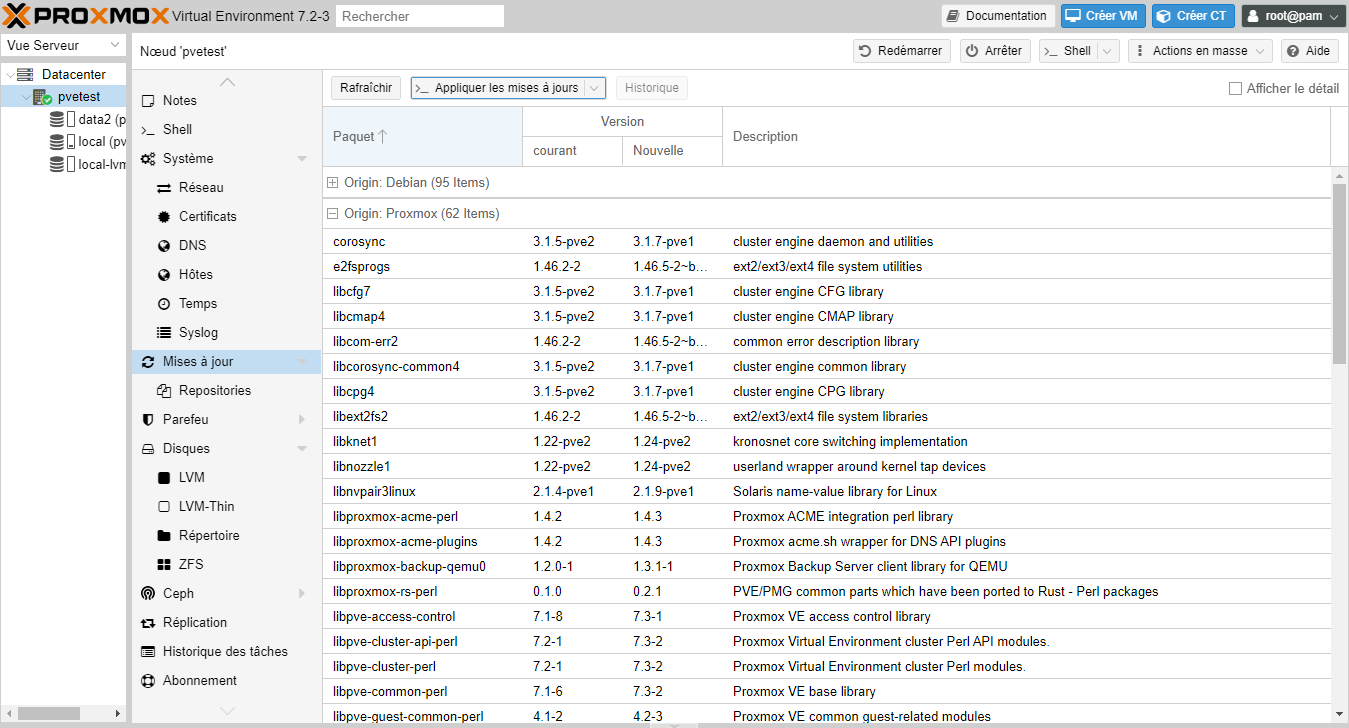 PROXMOX Virtual Environment 7.2-3 Rechercher Documentation Créer VM Créer CT root@pam
Vue Serveur
Nœud 'pvetest' Redémarrer Arrêter >_ Shell Actions en masse Aide
Datacenter
pvetest
data2 (p
local (pv
local-lvm
Notes
>_ Shell
Système
Réseau
Certificats
DNS
Hôtes
Temps
Syslog
Mises à jour
Repositories
Parefeu
Disques
LVM
LVM-Thin
Répertoire
ZFS
Ceph
Réplication
Historique des tâches
Abonnement
Rafraîchir >_ Appliquer les mises à jours Historique Afficher le détail
Paquet Version Description
courant Nouvelle
Origin: Debian (95 Items)
Origin: Proxmox (62 Items)
corosync 3.1.5-pve2 3.1.7-pve1 cluster engine daemon and utilities
e2fsprogs 1.46.2-2 1.46.5-2~b... ext2/ext3/ext4 file system utilities
libcfg7 3.1.5-pve2 3.1.7-pve1 cluster engine CFG library
libcmap4 3.1.5-pve2 3.1.7-pve1 cluster engine CMAP library
libcom-err2 1.46.2-2 1.46.5-2~b... common error description library
libcorosync-common4 3.1.5-pve2 3.1.7-pve1 cluster engine common library
libcpg4 3.1.5-pve2 3.1.7-pve1 cluster engine CPG library
libext2fs2 1.46.2-2 1.46.5-2~b... ext2/ext3/ext4 file system libraries
libknet1 1.22-pve2 1.24-pve2 kronosnet core switching implementation
libnozzle1 1.22-pve2 1.24-pve2 userland wrapper around kernel tap devices
libnvpair3linux 2.1.4-pve1 2.1.9-pve1 Solaris name-value library for Linux
libproxmox-acme-perl 1.4.2 1.4.3 Proxmox ACME integration perl library
libproxmox-acme-plugins 1.4.2 1.4.3 Proxmox acme.sh wrapper for DNS API plugins
libproxmox-backup-qemu0 1.2.0-1 1.3.1-1 Proxmox Backup Server client library for QEMU
libproxmox-rs-perl 0.1.0 0.2.1 PVE/PMG common parts which have been ported to Rust - Perl packages
libpve-access-control 7.1-8 7.3-1 Proxmox VE access control library
libpve-cluster-api-perl 7.2-1 7.3-2 Proxmox Virtual Environment cluster Perl API modules.
libpve-cluster-perl 7.2-1 7.3-2 Proxmox Virtual Environment cluster Perl modules.
libpve-common-perl 7.1-6 7.3-2 Proxmox VE base library
libpve-guest-common-perl 4.1-2 4.2-3 Proxmox VE common guest-related modules